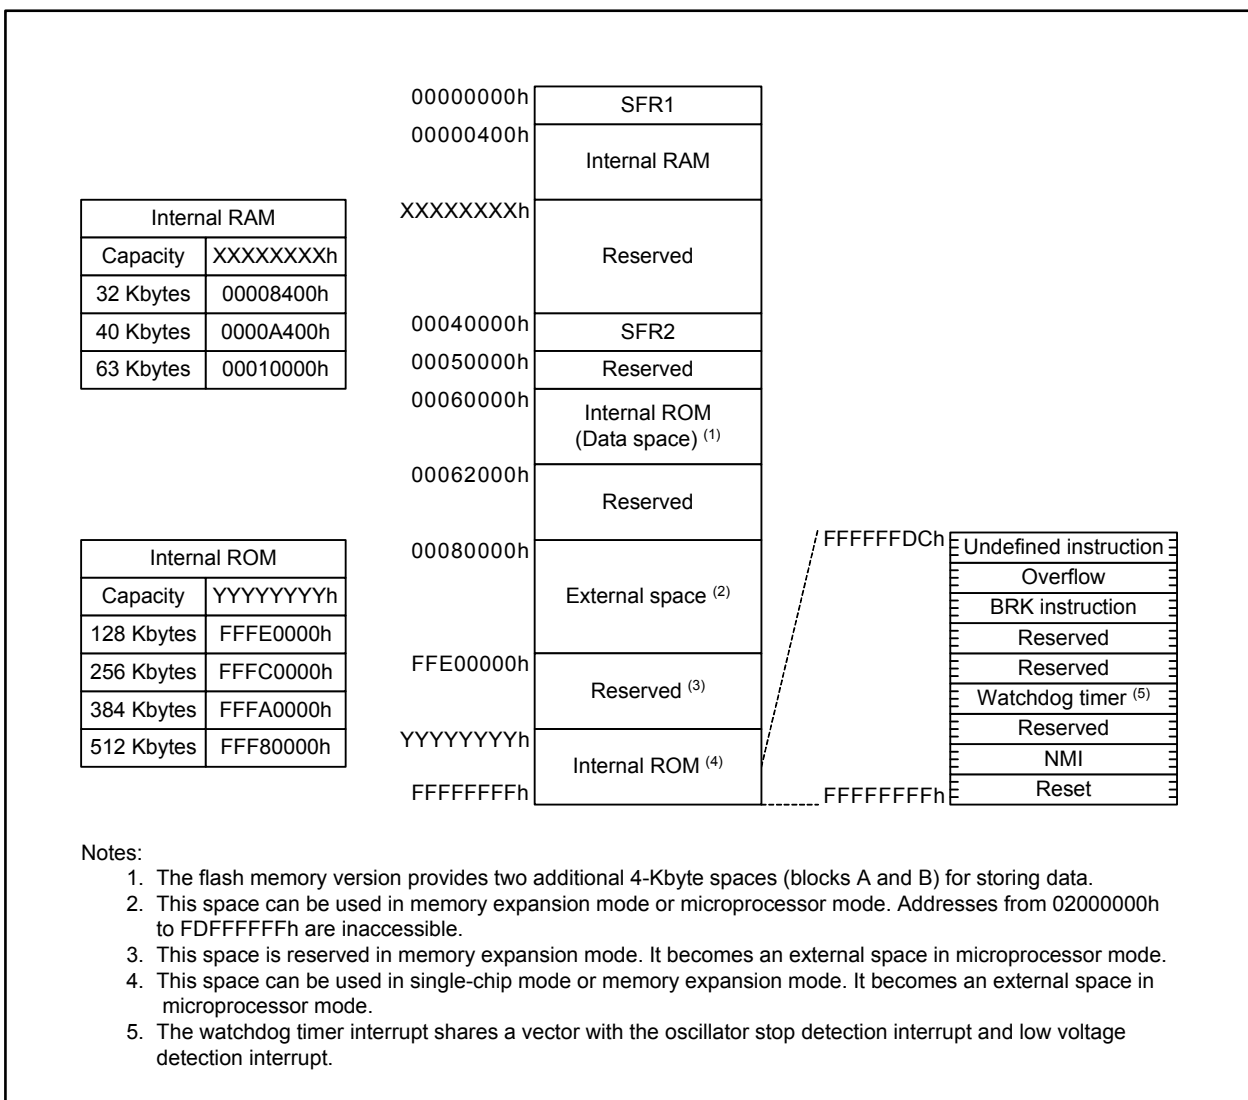 00000000h
SFR1
00000400h
Internal RAM
XXXXXXXXh
Reserved
00040000h
SFR2
00050000h
Reserved
00060000h
Internal ROM
(Data space) (1)
00062000h
Reserved
00080000h
External space (2)
FFE00000h
Reserved (3)
YYYYYYYYh
Internal ROM (4)
FFFFFFFFh
Internal RAM
Capacity XXXXXXXXh
32 Kbytes 00008400h
40 Kbytes 0000A400h
63 Kbytes 00010000h
Internal ROM
Capacity YYYYYYYYh
128 Kbytes FFFE0000h
256 Kbytes FFFC0000h
384 Kbytes FFFA0000h
512 Kbytes FFF80000h
FFFFFFDCh
Undefined instruction
Overflow
BRK instruction
Reserved
Reserved
Watchdog timer (5)
Reserved
NMI
Reset
FFFFFFFFh
Notes:
1. The flash memory version provides two additional 4-Kbyte spaces (blocks A and B) for storing data.
2. This space can be used in memory expansion mode or microprocessor mode. Addresses from 02000000h
to FDFFFFFFh are inaccessible.
3. This space is reserved in memory expansion mode. It becomes an external space in microprocessor mode.
4. This space can be used in single-chip mode or memory expansion mode. It becomes an external space in
microprocessor mode.
5. The watchdog timer interrupt shares a vector with the oscillator stop detection interrupt and low voltage
detection interrupt.